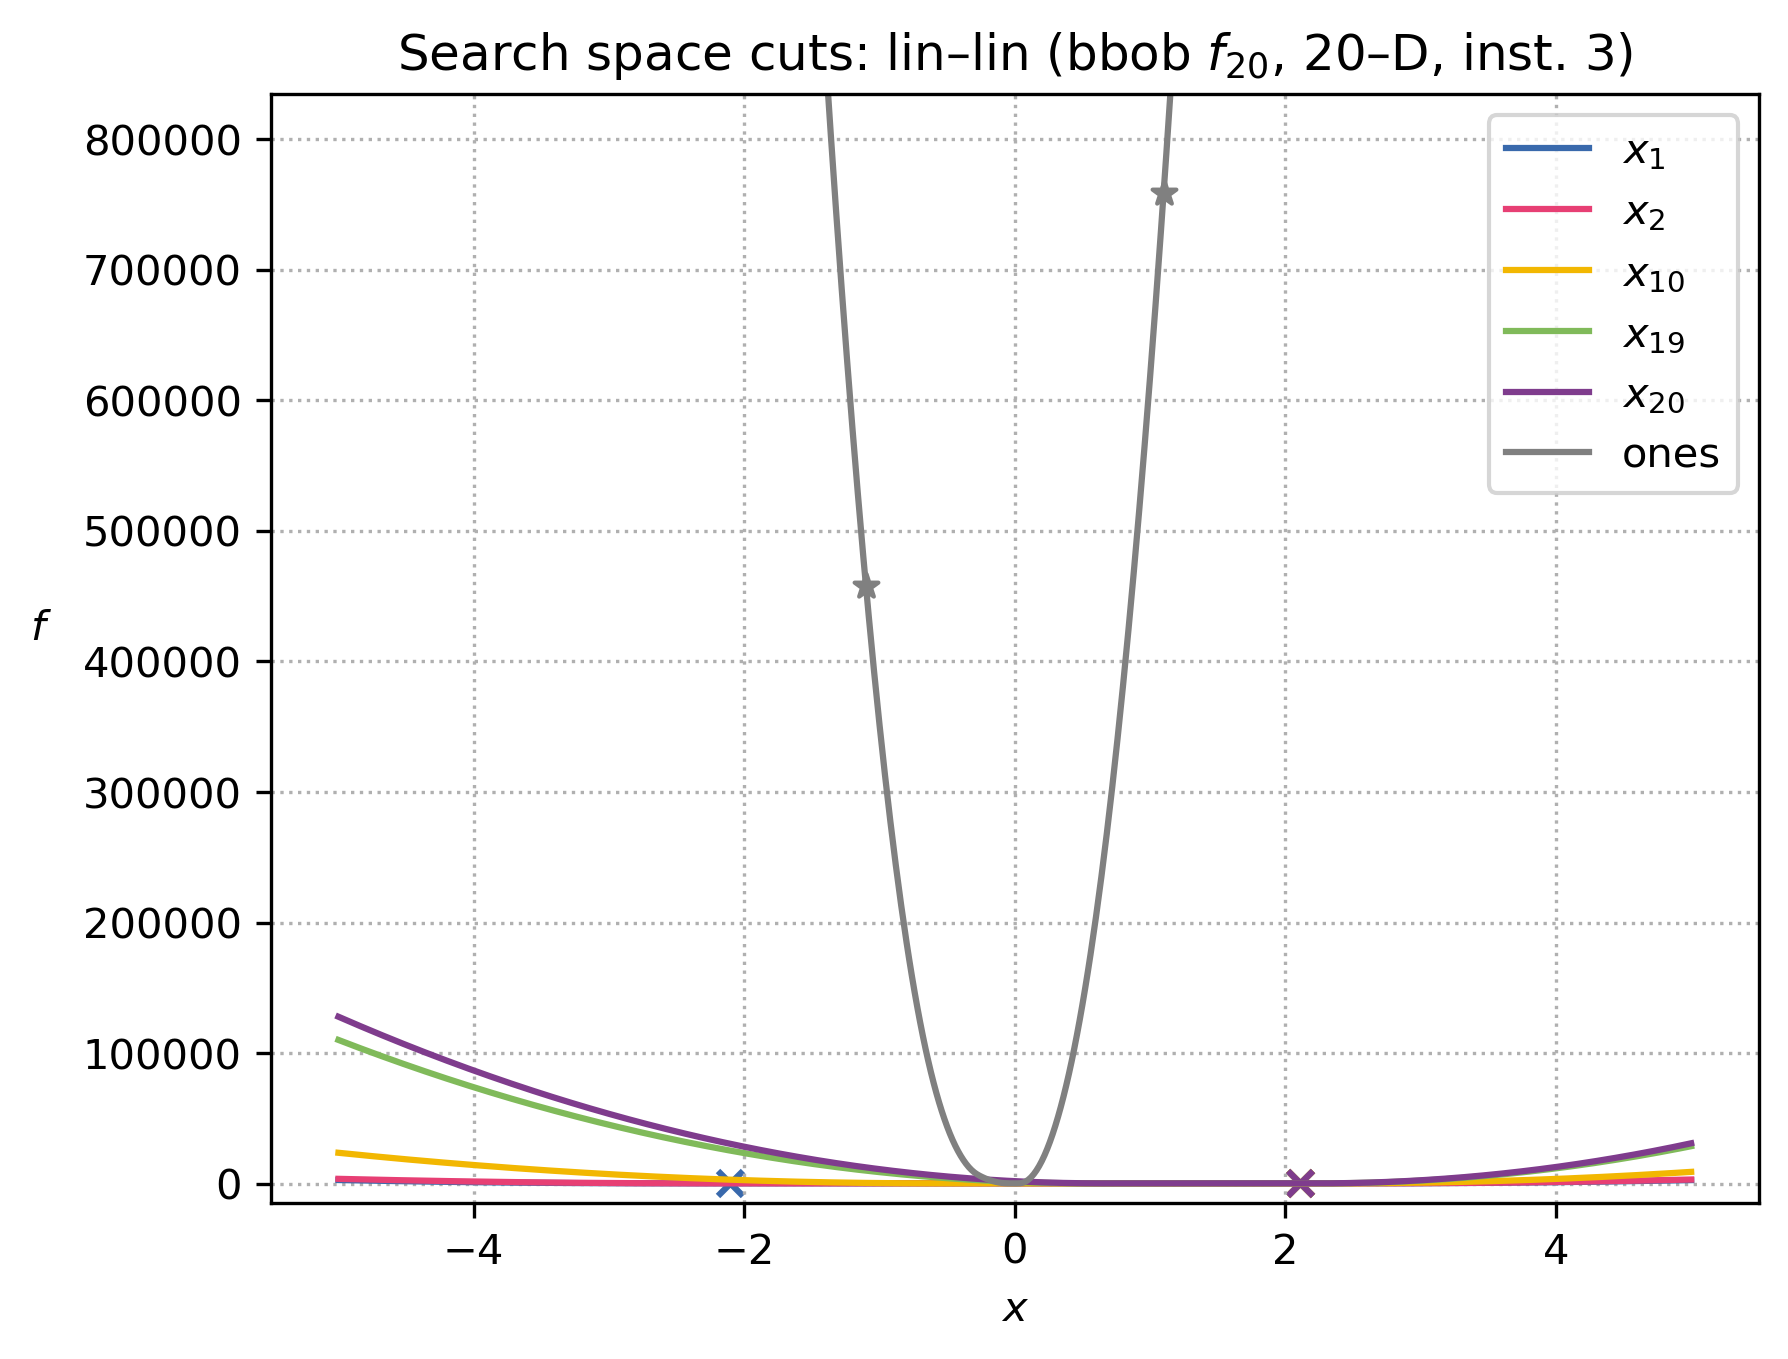 Search space cuts: lin–lin (bbob f20, 20–D, inst. 3)
800000
700000
600000
500000
400000
300000
200000
100000
0
f
−4
−2
0
2
4
x
x1
x2
x10
x19
x20
ones